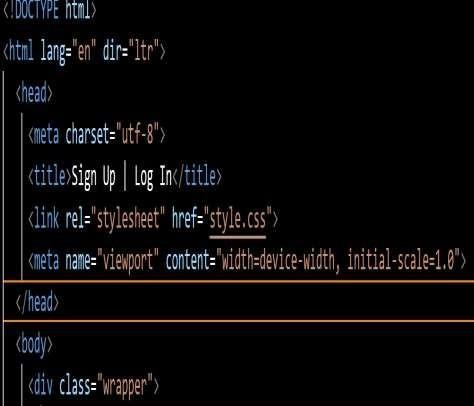 <!DOCTYPE html>
<html lang="en" dir="ltr">
<head>
<meta charset="utf-8">
<title>Sign Up | Log In</title>
<link rel="stylesheet" href="style.css">
<meta name="viewport" content="width=device-width, initial-scale=1.0">
</head>
<body>
<div class="wrapper">